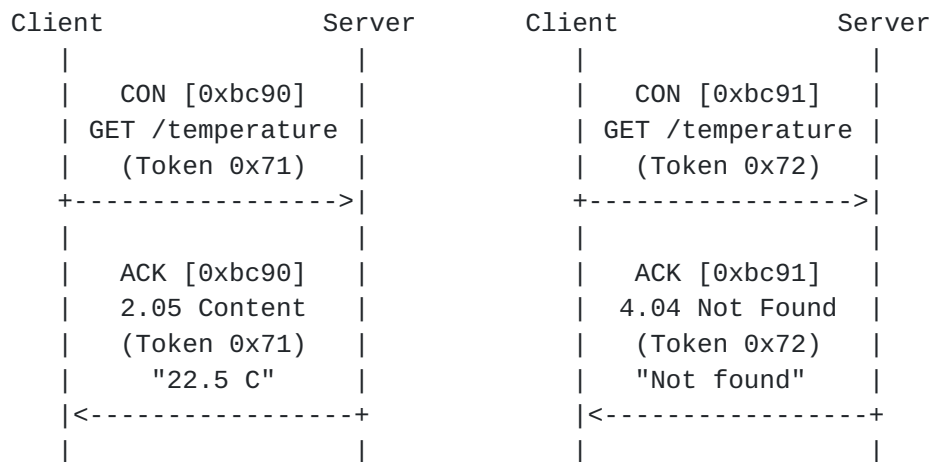 Client Server Client Server
CON [0xbc90] CON [0xbc91]
GET /temperature GET /temperature
(Token 0x71) (Token 0x72)
ACK [0xbc90] ACK [0xbc91]
2.05 Content 4.04 Not Found
(Token 0x71) (Token 0x72)
"22.5 C" "Not found"